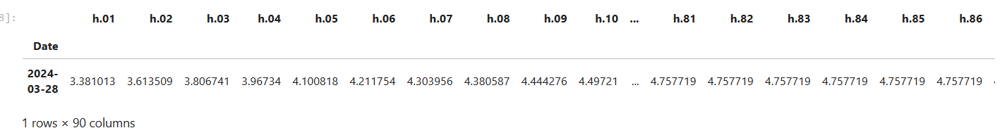 8]:
h.01 h.02 h.03 h.04 h.05 h.06 h.07 h.08 h.09 h.10 ... h.81 h.82 h.83 h.84 h.85 h.86
Date
2024-
03-28 3.381013 3.613509 3.806741 3.96734 4.100818 4.211754 4.303956 4.380587 4.444276 4.49721 ... 4.757719 4.757719 4.757719 4.757719 4.757719 4.757719
1 rows × 90 columns